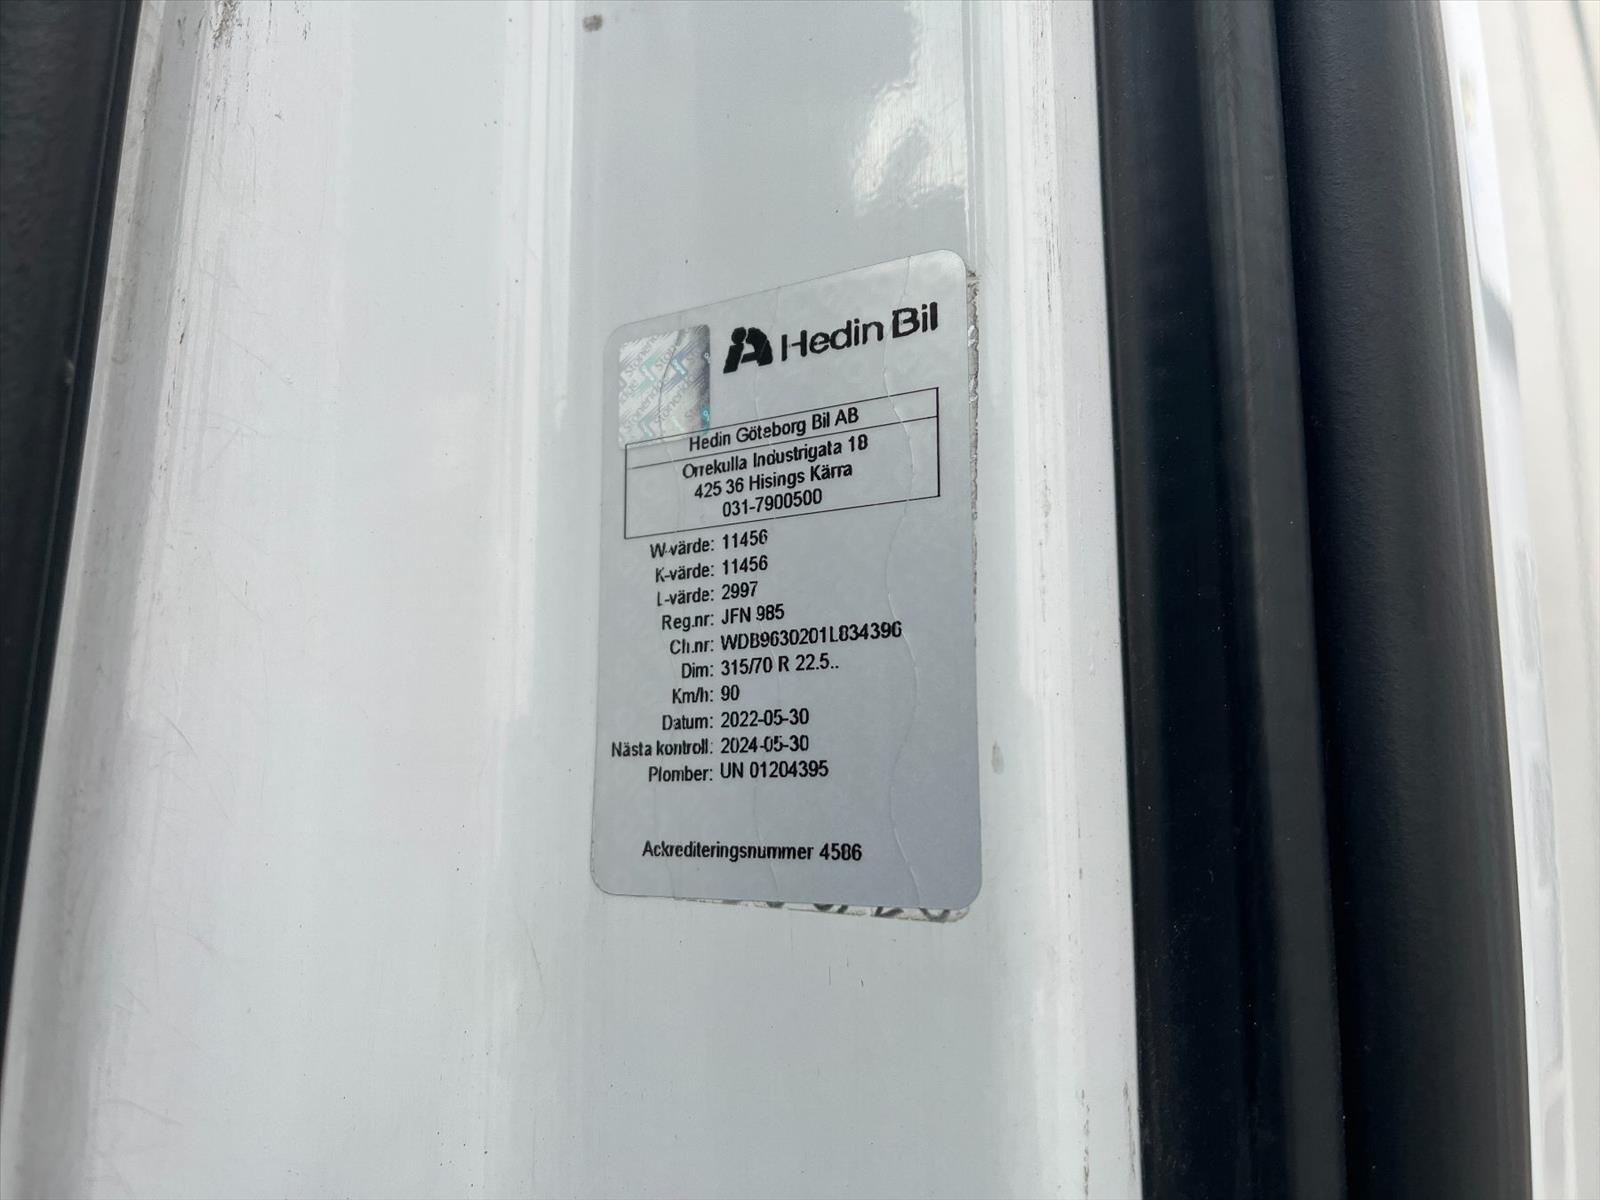 Hedin Bil
Hedin Göteborg Bil AB
Orrekulla Industrigata 18
425 36 Hisings Kärra
031-7900500
W-värde: 11456
K-värde: 11456
L-värde: 2997
Reg.nr: JFN 985
Ch.nr: WDB9630201L834396
Dim: 315/70 R 22.5..
Km/h: 90
Datum: 2022-05-30
Nästa kontroll: 2024-05-30
Plomber: UN 01204395
Ackrediteringsnummer 4586